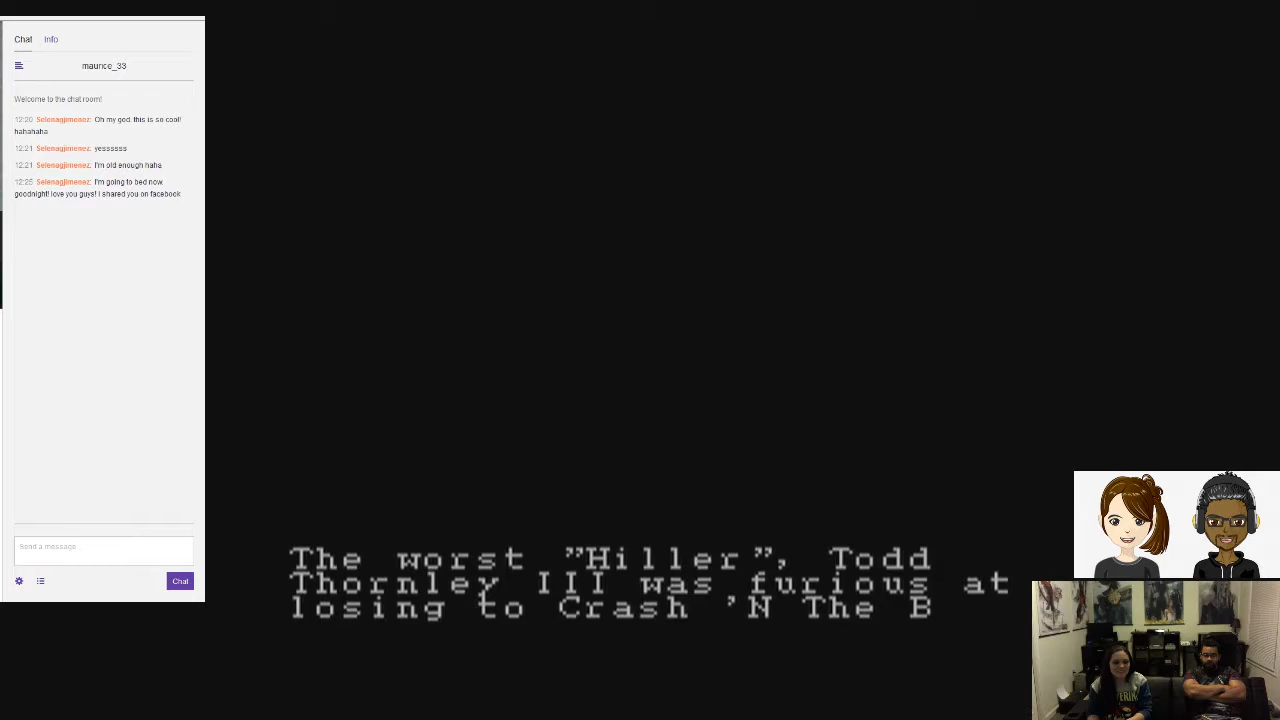 Chat Info
maurice_33
Welcome to the chat room!
12:20 Selenagjimenez: Oh my god. this is so cool!
hahahaha
12:21 Selenagjimenez: yesssssss
12:21 Selenagjimenez: I'm old enough haha
12:25 Selenagjimenez: I'm going to bed now.
goodnight! love you guys! I shared you on facebook
Send a message
Chat
The worst "Hiller", Todd
Thornley III was furious at
losing to Crash 'N The B